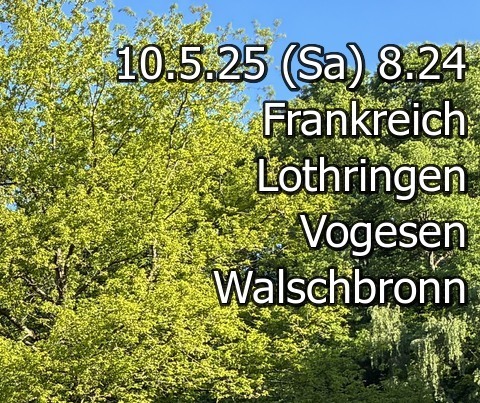 10.5.25 (Sa) 8.24
Frankreich
Lothringen
Vogesen
Walschbronn